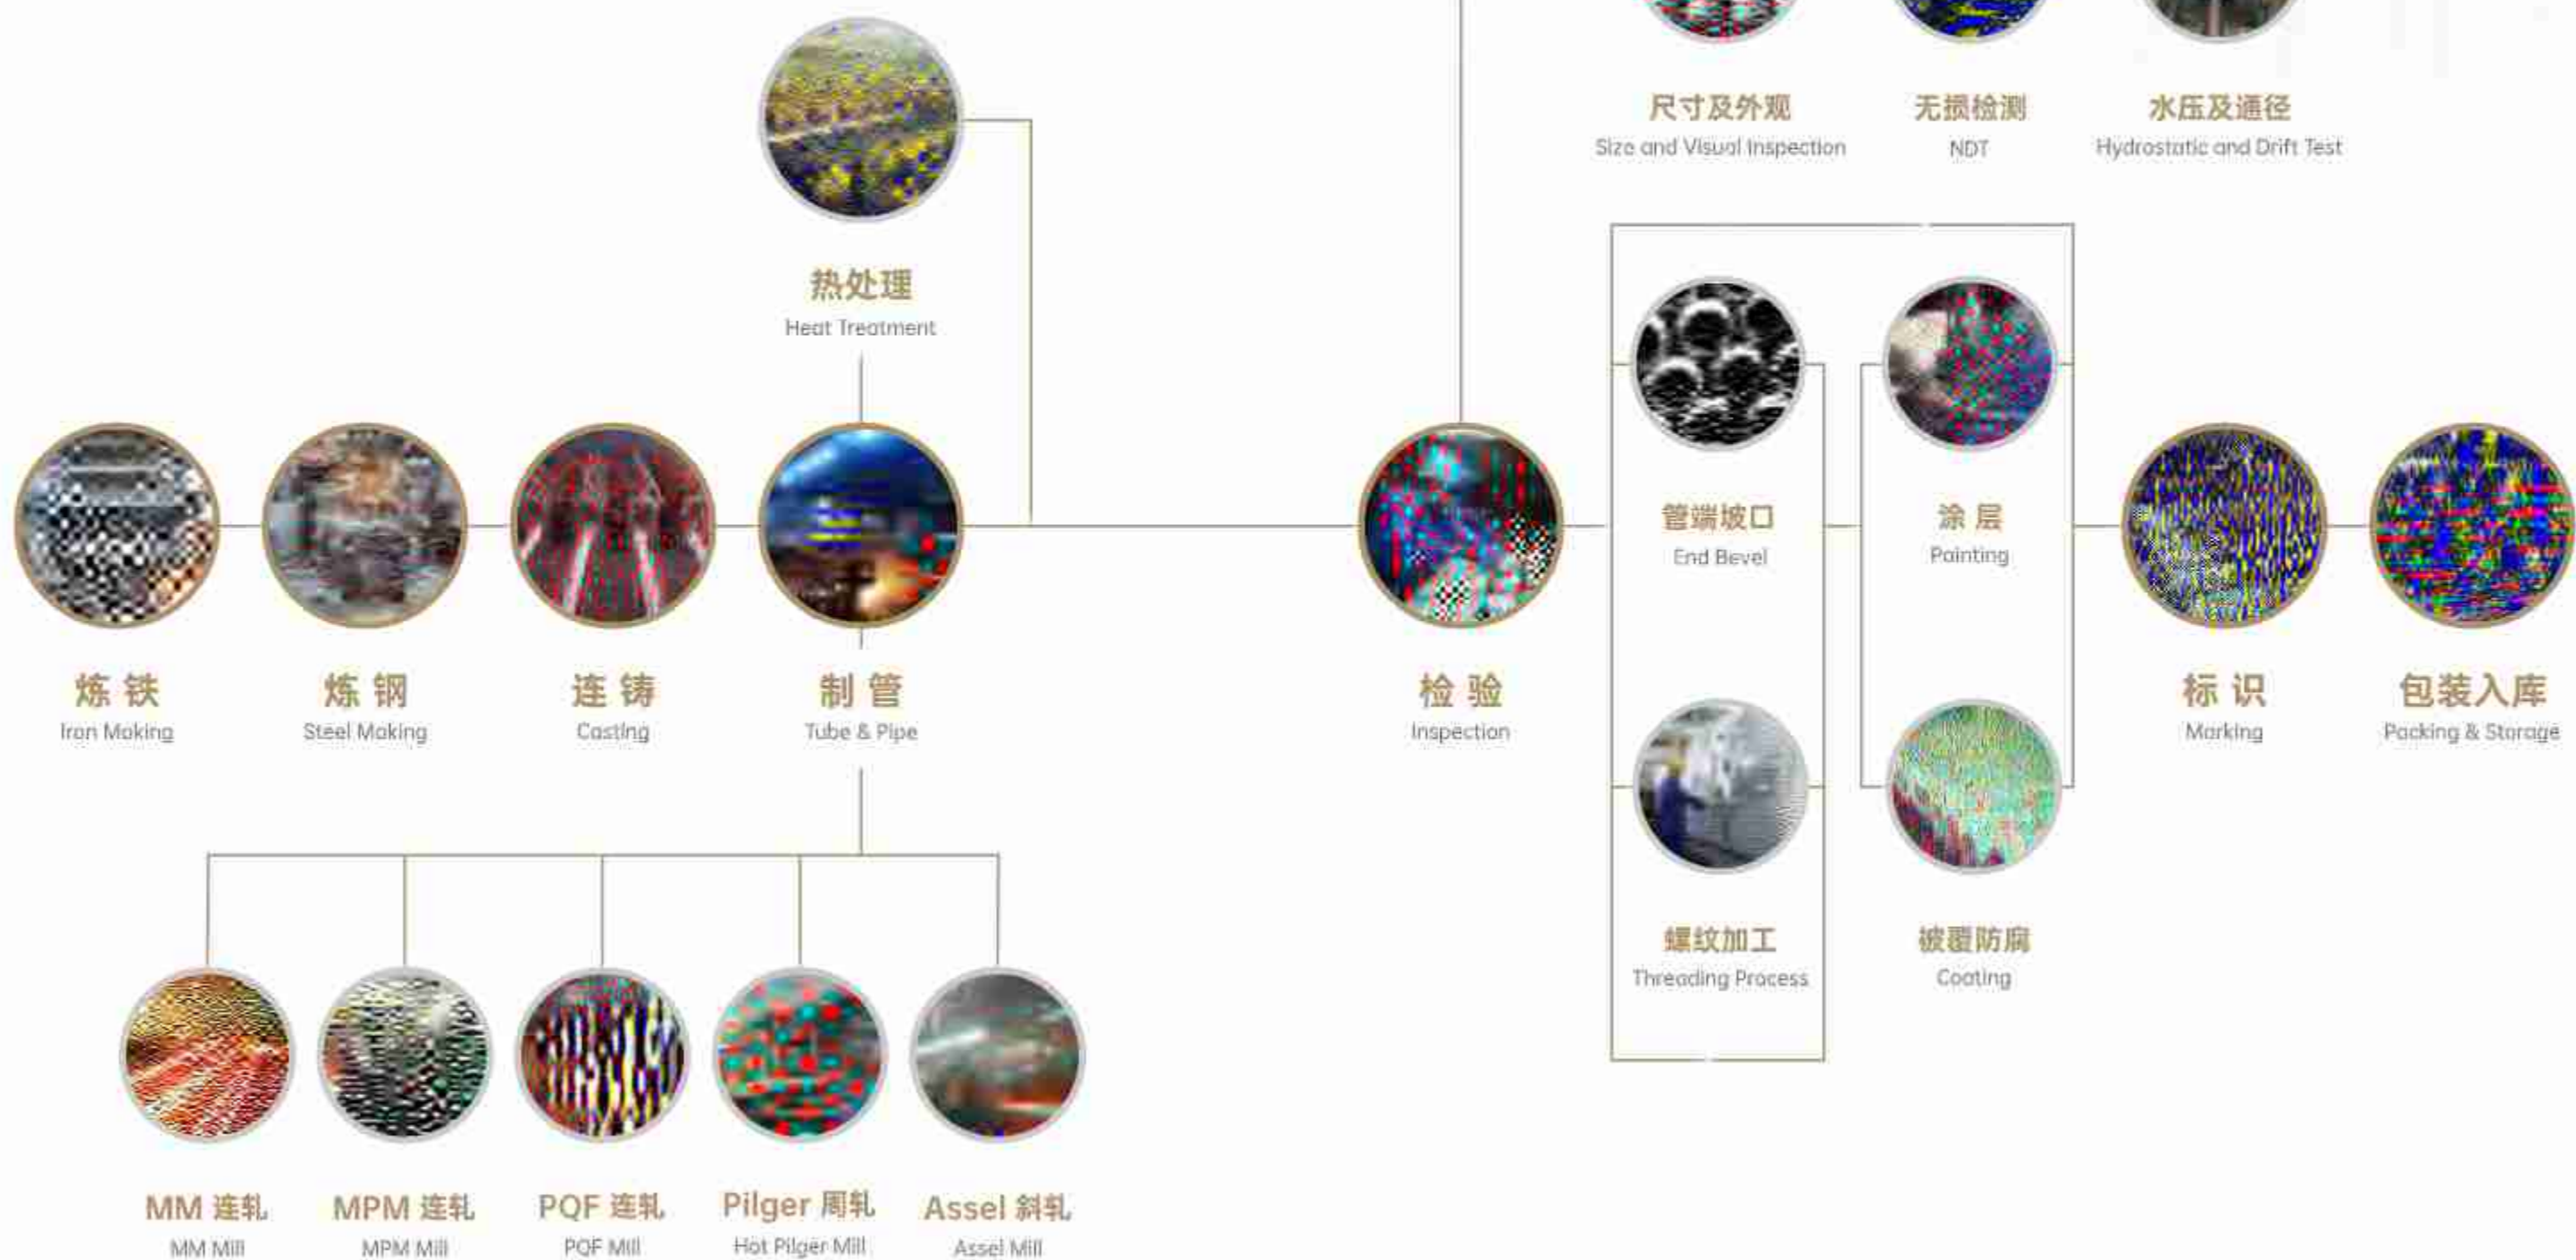 尺寸及外观
Size and Visual Inspection
无损检测
NDT
水压及通径
Hydrostatic and Drift Test
热处理
Heat Treatment
管端坡口
End Bevel
涂 层
Painting
炼 铁
Iron Making
炼 钢
Steel Making
连 铸
Casting
制 管
Tube & Pipe
检 验
Inspection
标 识
Marking
包装入库
Packing & Storage
螺纹加工
Threading Process
被覆防腐
Coating
MM 连轧
MM Mill
MPM 连轧
MPM Mill
PQF 连轧
PQF Mill
Pilger 周轧
Hot Pilger Mill
Assel 斜轧
Assel Mill